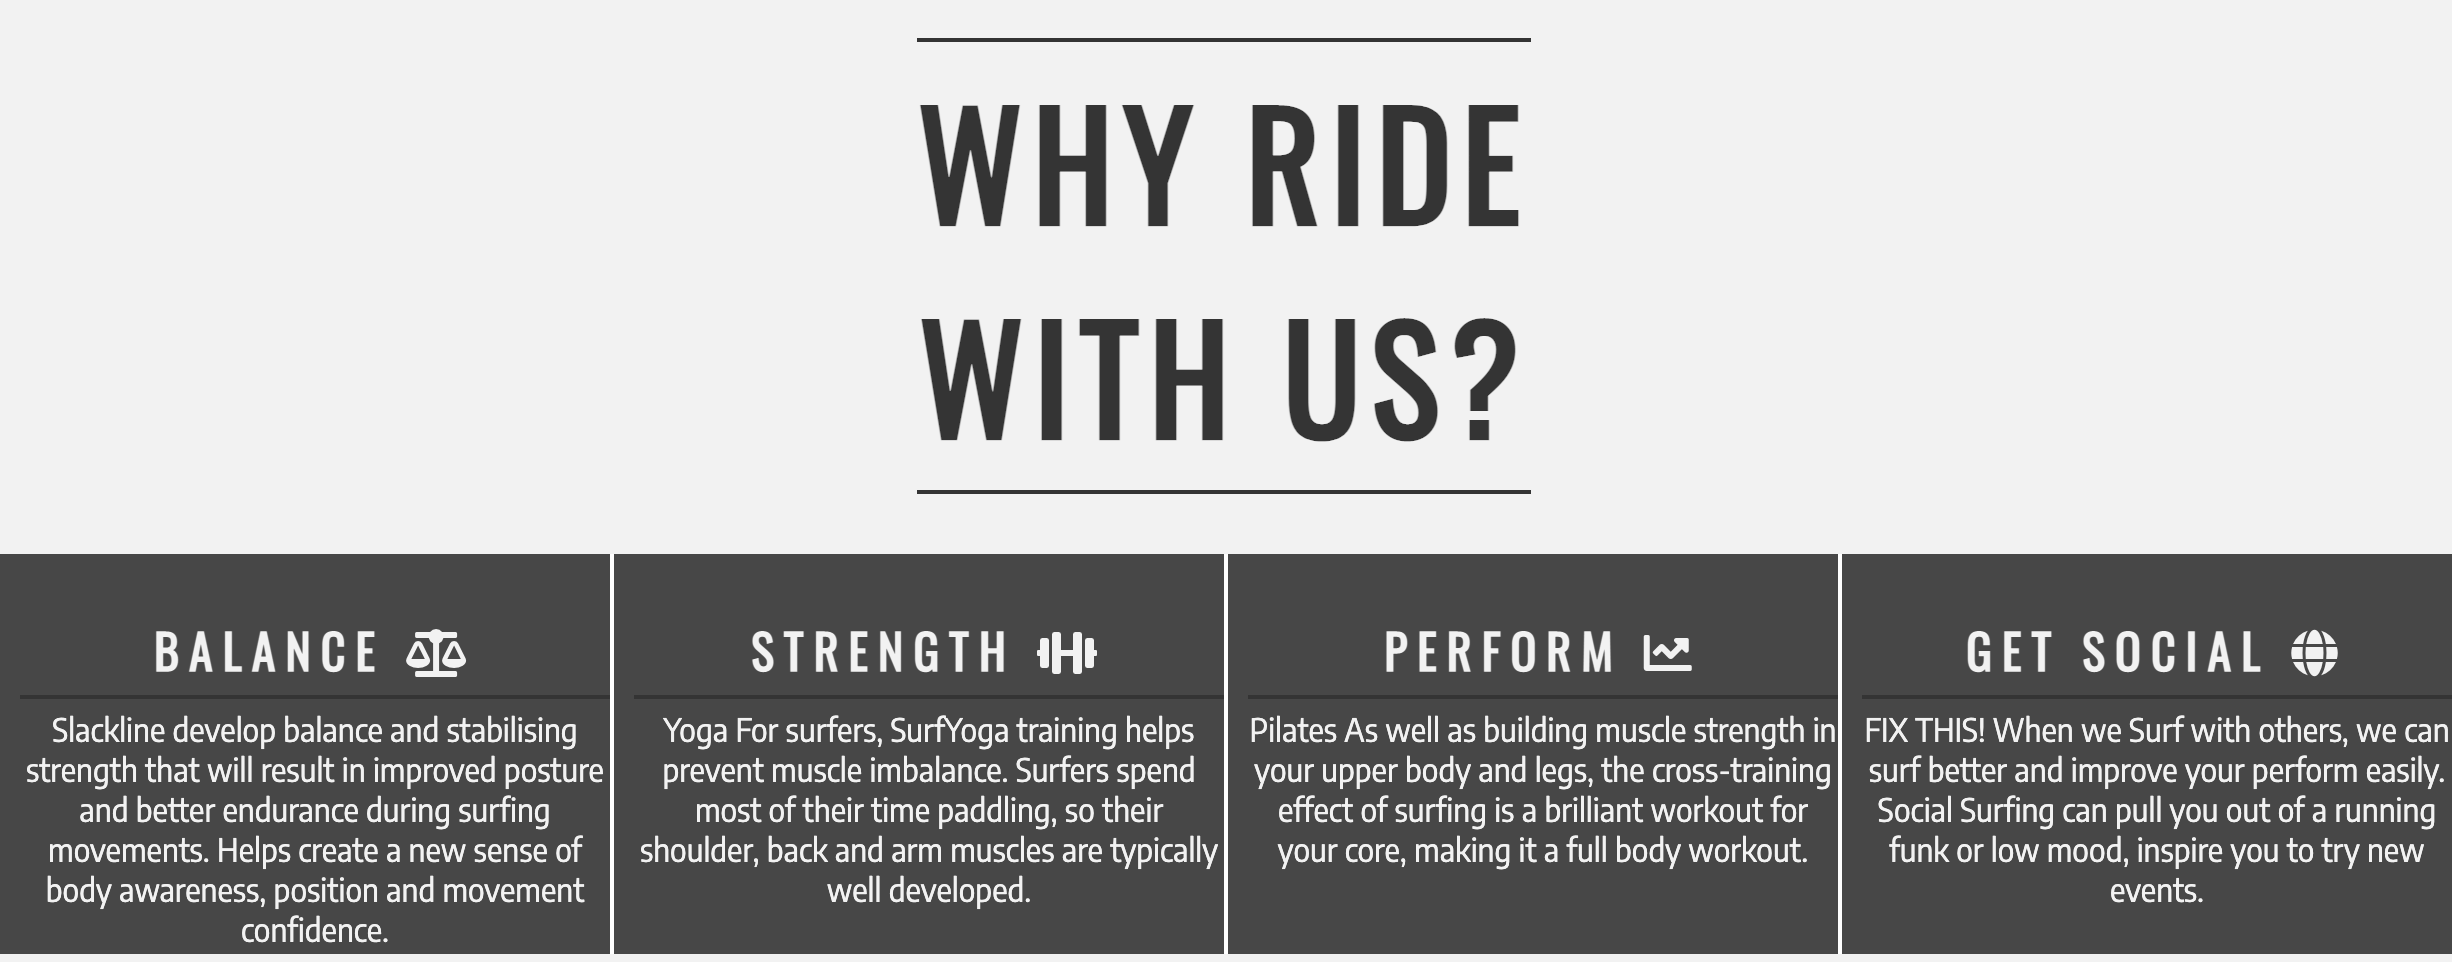 WHY RIDE
WITH US?
BALANCE
Slackline develop balance and stabilising
strength that will result in improved posture
and better endurance during surfing
movements. Helps create a new sense of
body awareness, position and movement
confidence.
STRENGTH
Yoga For surfers, SurfYoga training helps
prevent muscle imbalance. Surfers spend
most of their time paddling, so their
shoulder, back and arm muscles are typically
well developed.
PERFORM
Pilates As well as building muscle strength in
your upper body and legs, the cross-training
effect of surfing is a brilliant workout for
your core, making it a full body workout.
GET SOCIAL
FIX THIS! When we Surf with others, we can
surf better and improve your perform easily.
Social Surfing can pull you out of a running
funk or low mood, inspire you to try new
events.